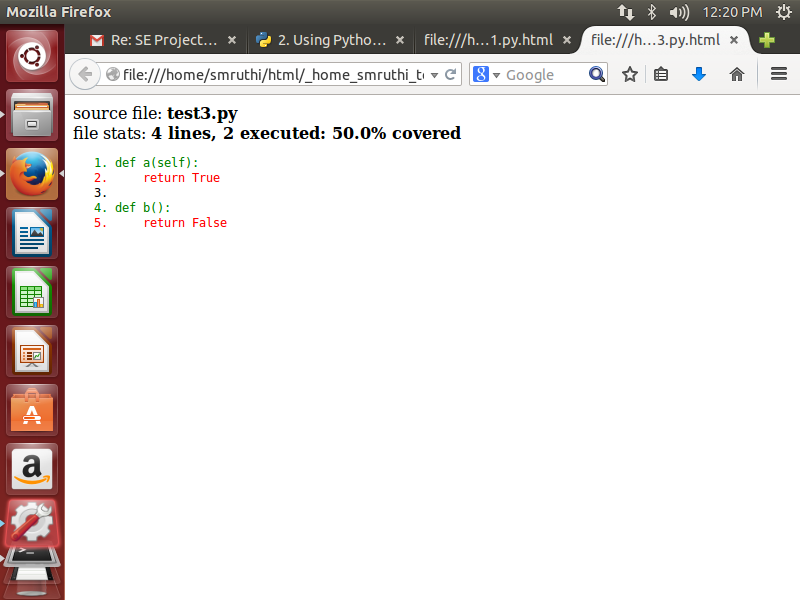 Mozilla Firefox
12:20 PM
Re: SE Project...
2. Using Pytho...
file:///h...1.py.html
file:///h...3.py.html
file:///home/smruthi/html/_home_smruthi_t
Google
source file: test3.py
file stats: 4 lines, 2 executed: 50.0% covered
1. def a(self):
2.     return True
3.
4. def b():
5.     return False